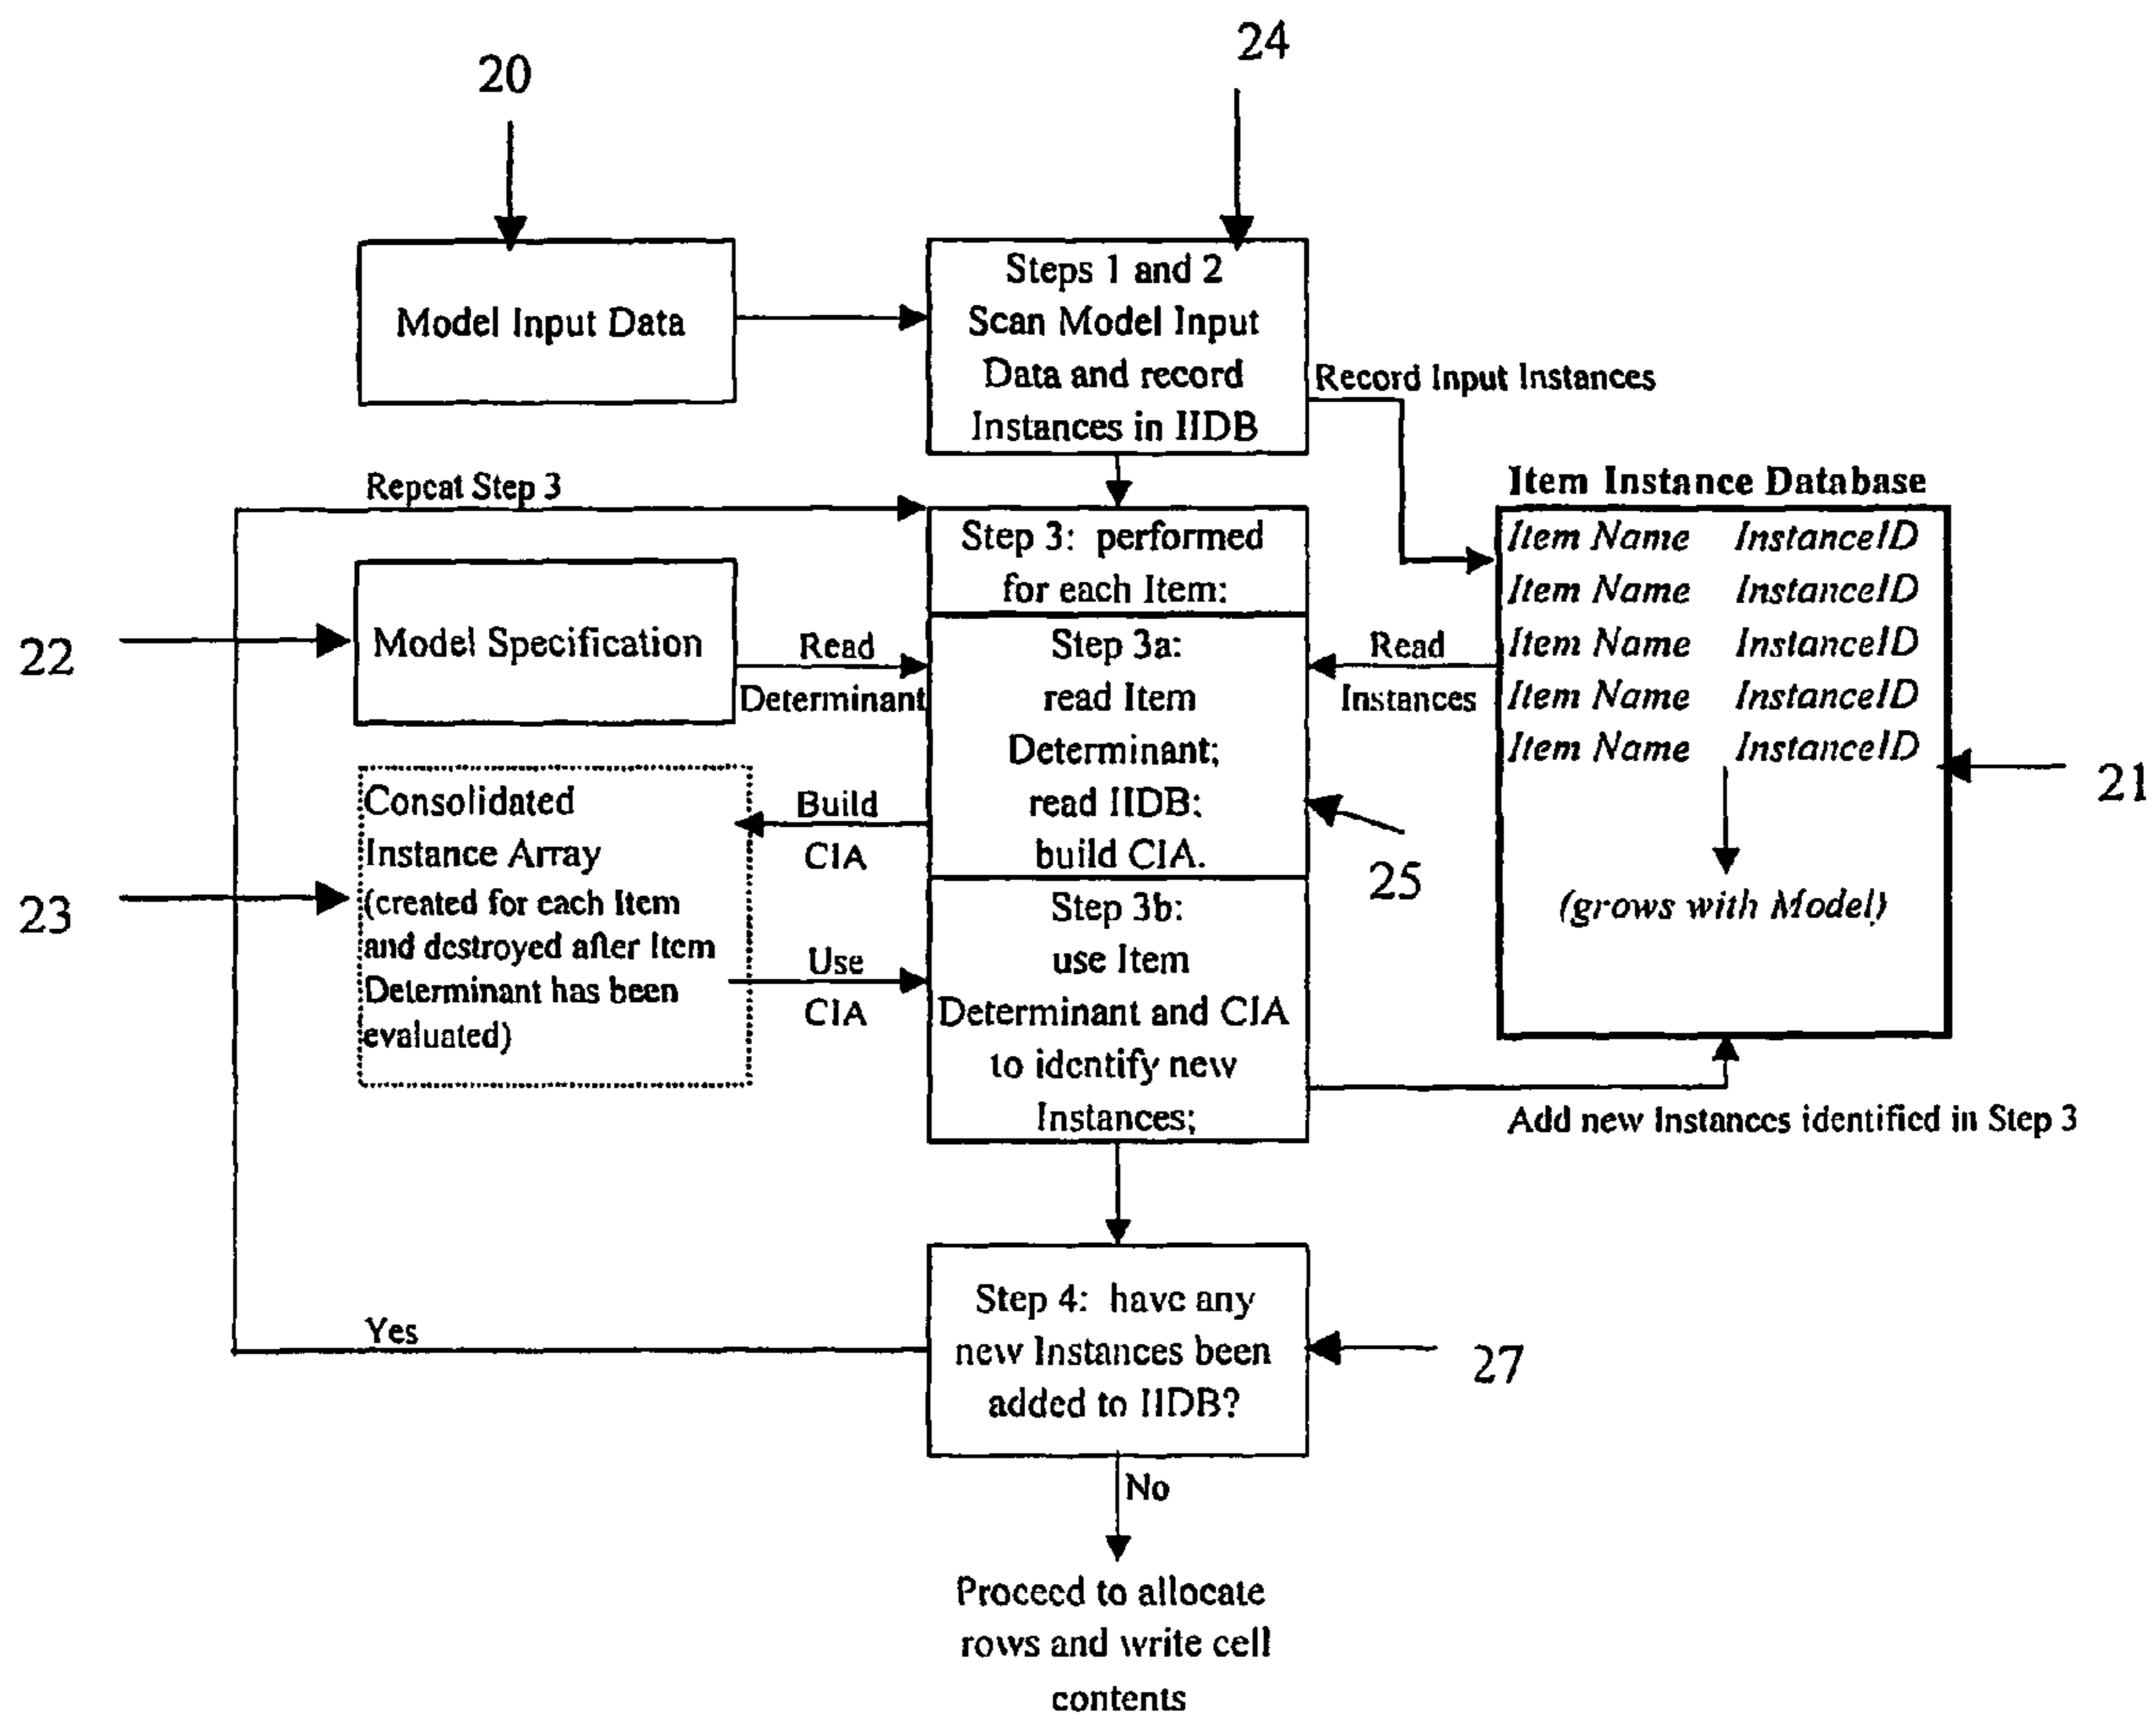 20
24
Model Input Data
Steps 1 and 2
Scan Model Input
Data and record
Instances in IIDB
Record Input Instances
Repeat Step 3
Step 3: performed
for each Item:
Item Instance Database
Item Name InstanceID
Item Name InstanceID
Item Name InstanceID
Item Name InstanceID
Item Name InstanceID
(grows with Model)
21
22
Model Specification
Read
Determinant
Step 3a:
read Item
Determinant;
read IIDB;
build CIA.
Read
Instances
25
23
Consolidated
Instance Array
(created for each Item
and destroyed after Item
Determinant has been
evaluated)
Build
CIA
Use
CIA
Step 3b:
use Item
Determinant and CIA
to identify new
Instances;
Add new Instances identified in Step 3
Step 4: have any
new Instances been
added to IIDB?
27
Yes
No
Proceed to allocate
rows and write cell
contents